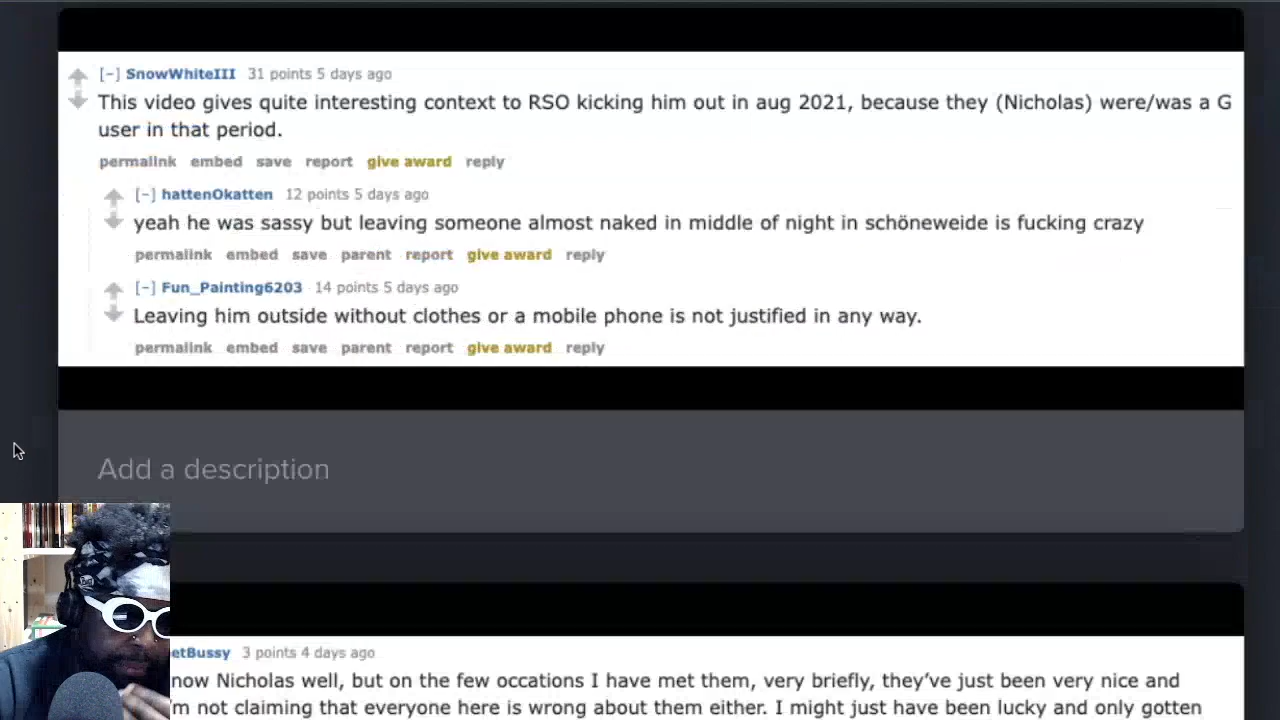 [-] SnowWhiteIII 31 points 5 days ago
This video gives quite interesting context to RSO kicking him out in aug 2021, because they (Nicholas) were/was a G
user in that period.
permalink embed save report give award reply
[-] hattenOkatten 12 points 5 days ago
yeah he was sassy but leaving someone almost naked in middle of night in schöneweide is fucking crazy
permalink embed save parent report give award reply
[-] Fun_Painting6203 14 points 5 days ago
Leaving him outside without clothes or a mobile phone is not justified in any way.
permalink embed save parent report give award reply
Add a description
etBussy 3 points 4 days ago
now Nicholas well, but on the few occations I have met them, very briefly, they've just been very nice and
'm not claiming that everyone here is wrong about them either. I might just have been lucky and only gotten